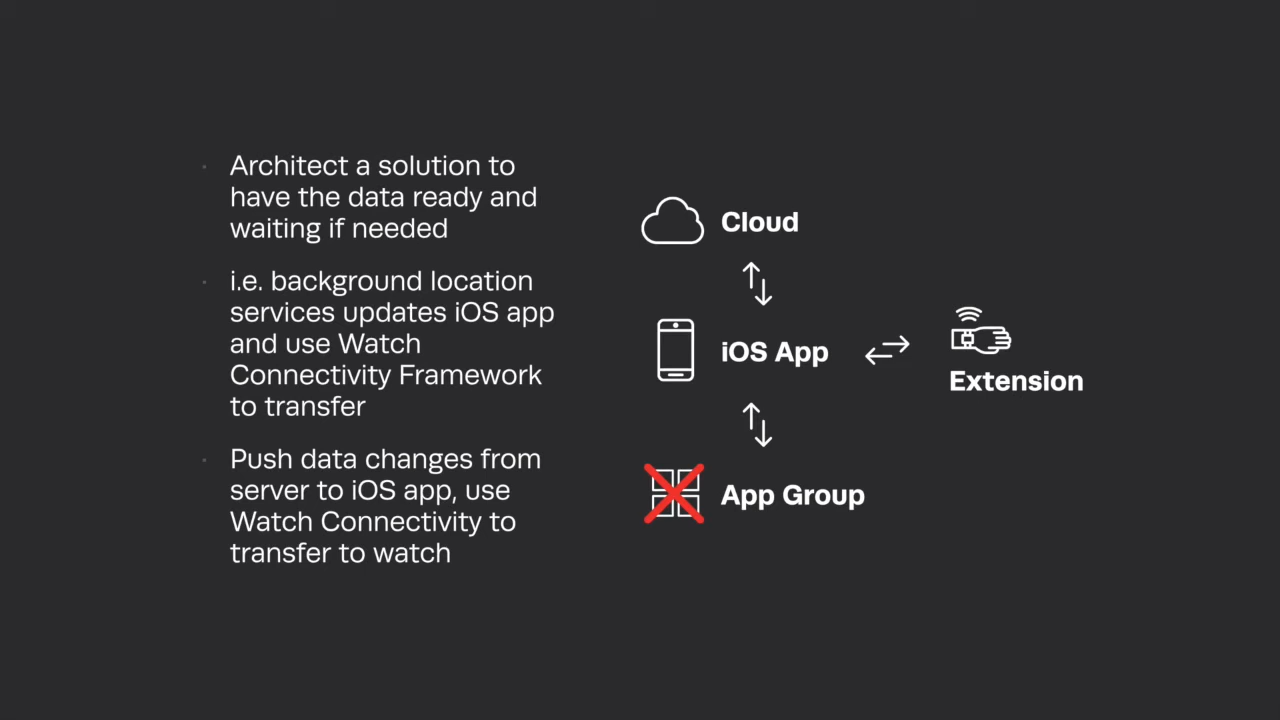 Architect a solution to
have the data ready and
waiting if needed
i.e. background location
services updates iOS app
and use Watch
Connectivity Framework
to transfer
Push data changes from
server to iOS app, use
Watch Connectivity to
transfer to watch
Cloud
iOS App
Extension
App Group